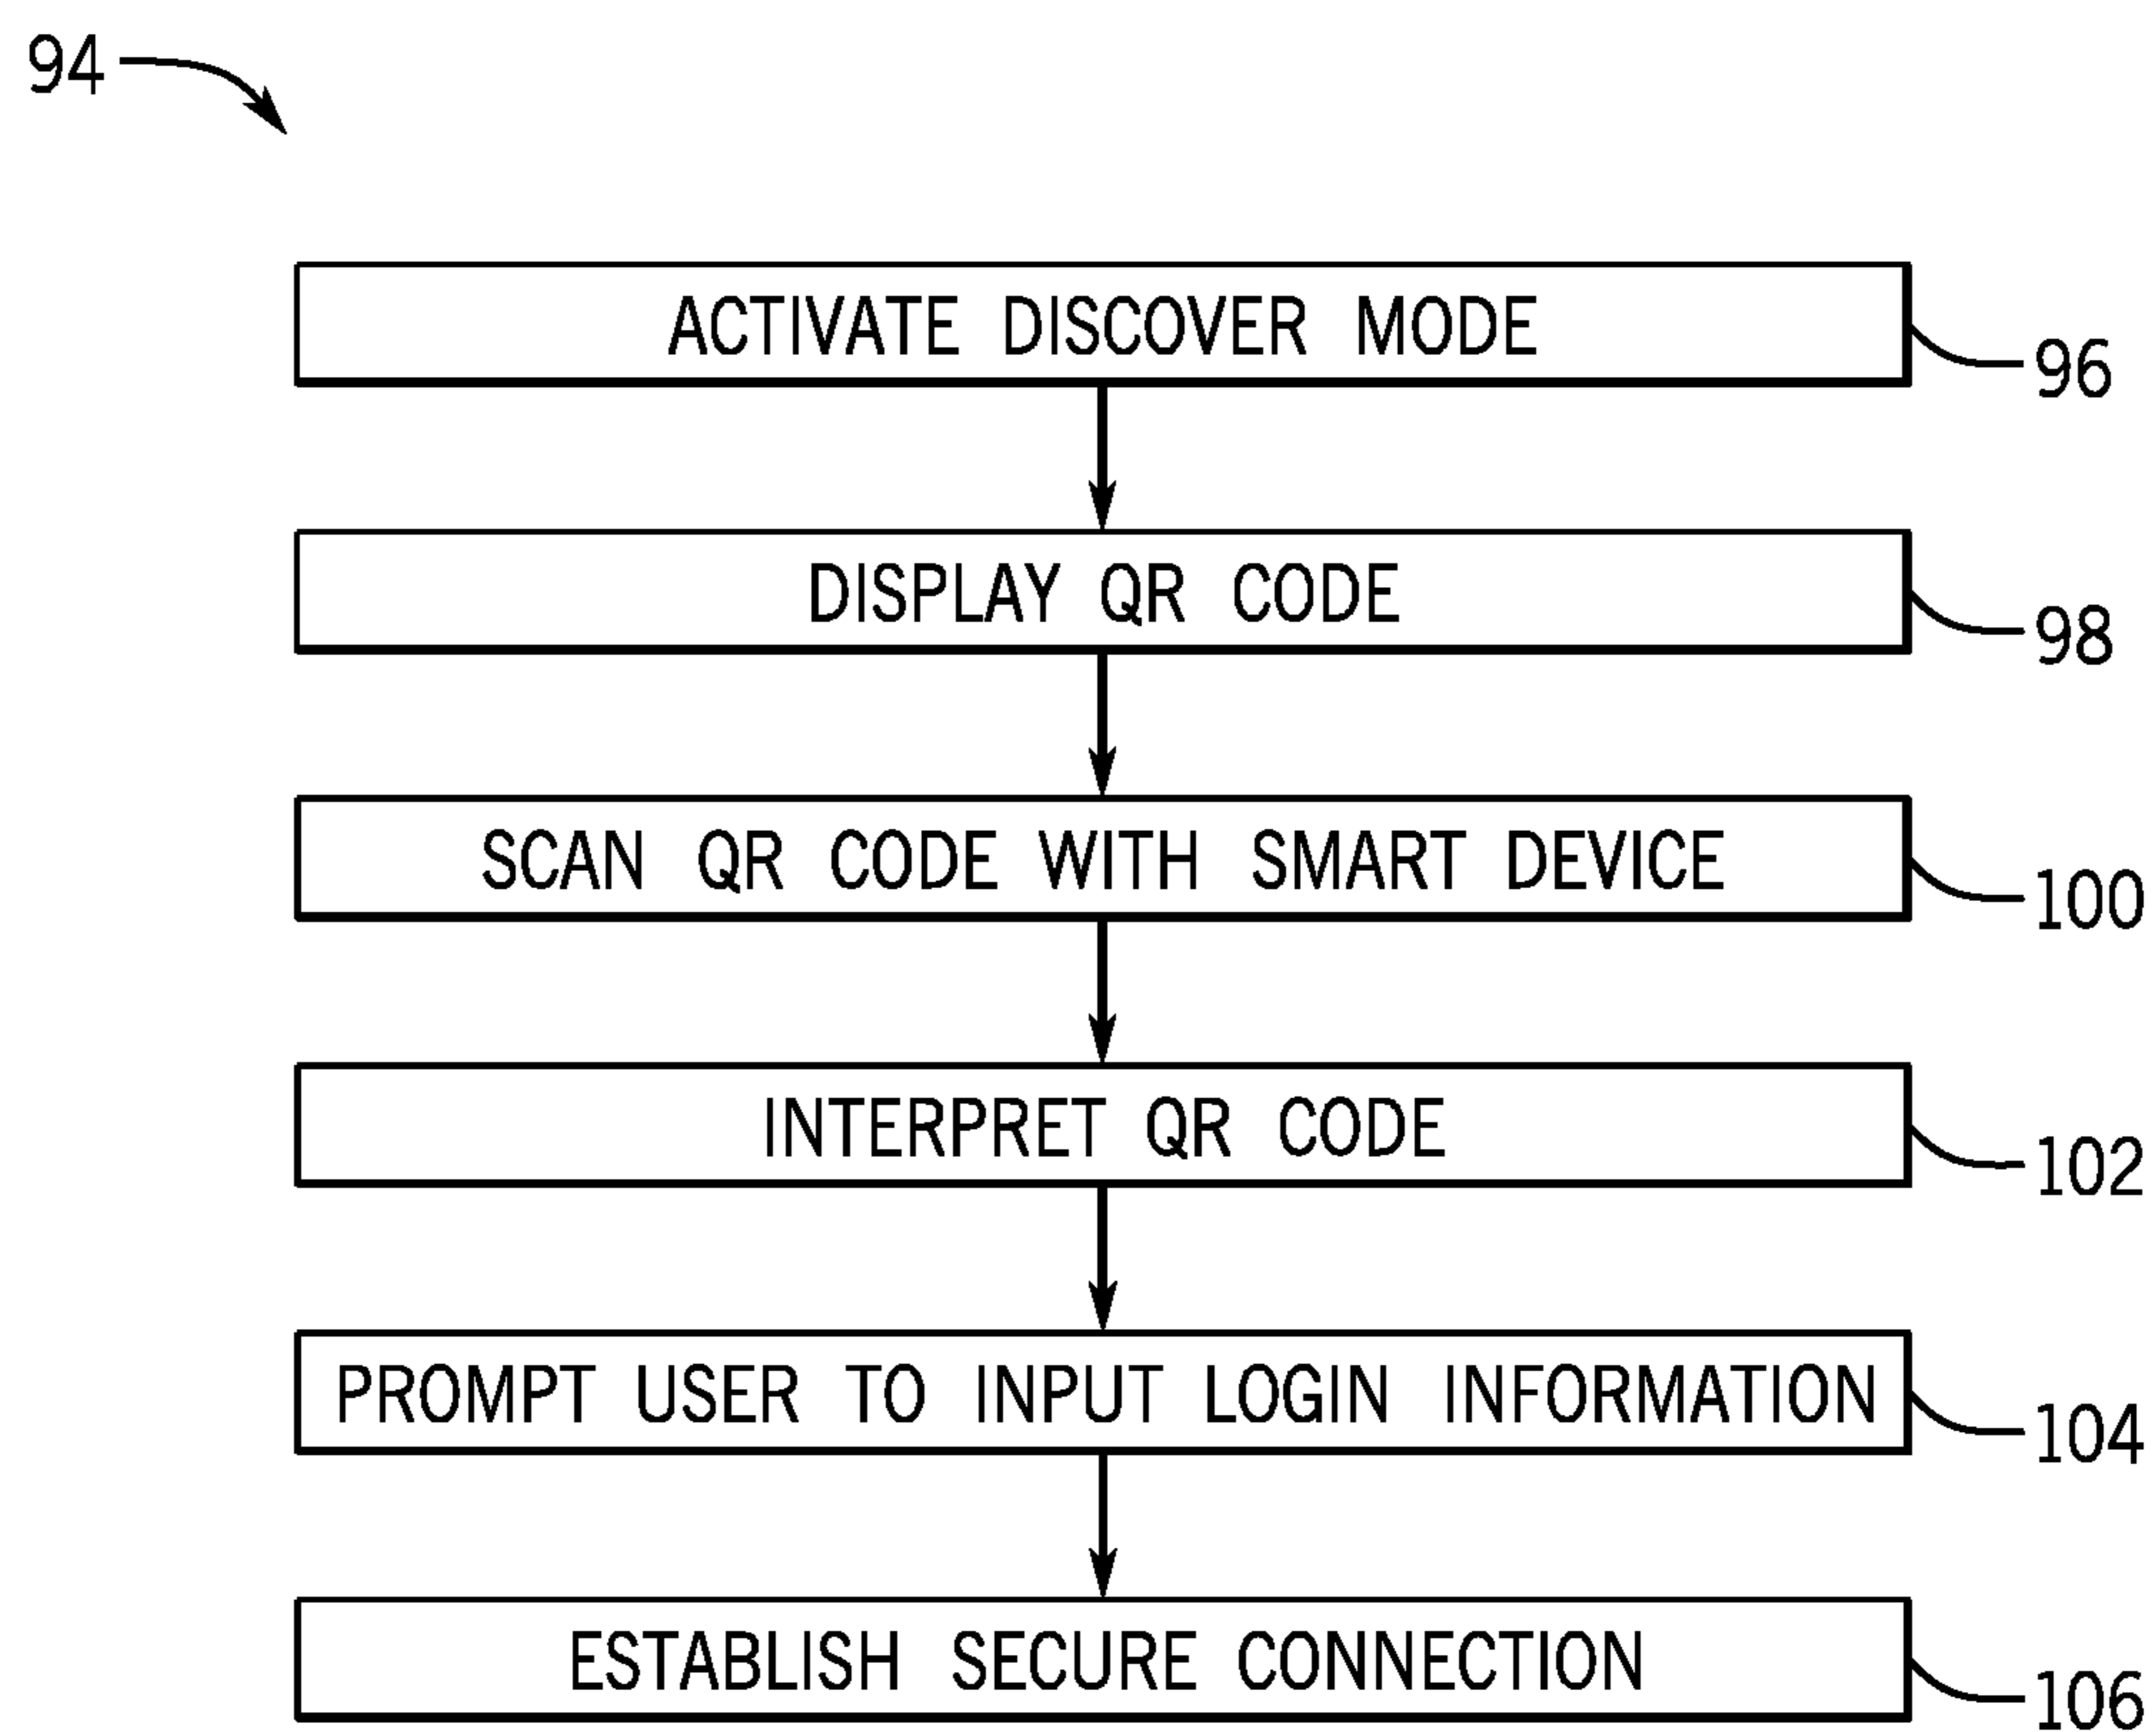 94
ACTIVATE DISCOVER MODE
96
DISPLAY QR CODE
98
SCAN QR CODE WITH SMART DEVICE
100
INTERPRET QR CODE
102
PROMPT USER TO INPUT LOGIN INFORMATION
104
ESTABLISH SECURE CONNECTION
106